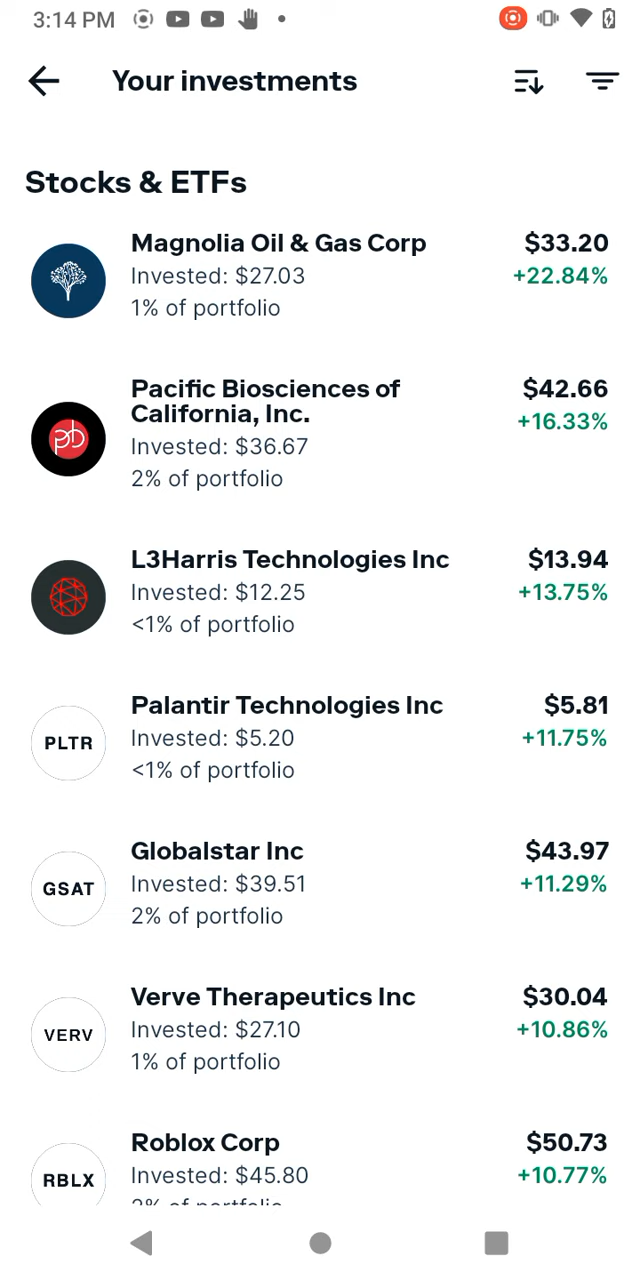 3:14 PM
Your investments
Stocks & ETFs
Magnolia Oil & Gas Corp
$33.20
Invested: $27.03
+22.84%
1% of portfolio
Pacific Biosciences of
California, Inc.
$42.66
+16.33%
pb
Invested: $36.67
2% of portfolio
L3Harris Technologies Inc
$13.94
Invested: $12.25
+13.75%
<1% of portfolio
Palantir Technologies Inc
$5.81
PLTR
Invested: $5.20
+11.75%
<1% of portfolio
Globalstar Inc
$43.97
GSAT
Invested: $39.51
+11.29%
2% of portfolio
Verve Therapeutics Inc
$30.04
VERV
Invested: $27.10
+10.86%
1% of portfolio
Roblox Corp
$50.73
RBLX
Invested: $45.80
+10.77%
2% of portfolio